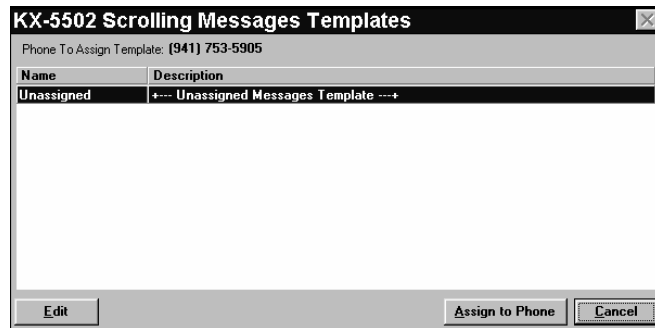 KX-5502 Scrolling Messages Templates
Phone To Assign Template: (941) 753-5905
Name Description
Unassigned +--- Unassigned Messages Template ---+
Edit Assign to Phone Cancel